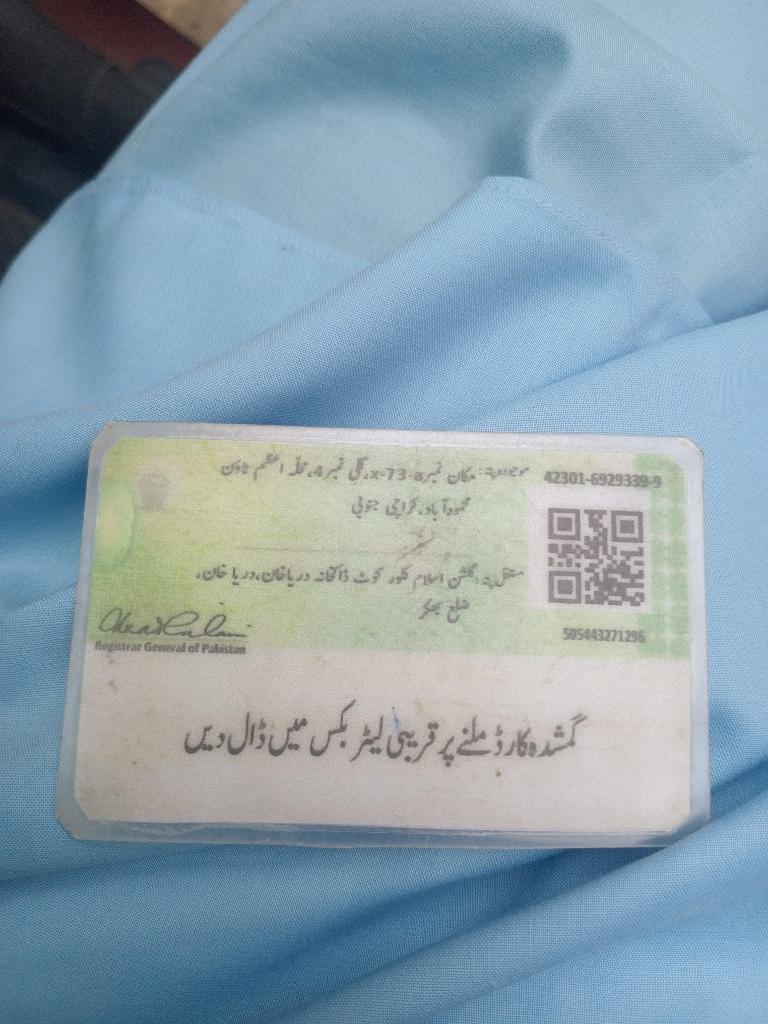 42301-6929339-9
موجودہ پتہ: مکان نمبر x-73-a، گلی نمبر 4، محلہ اعظم ٹاؤن
محمود آباد، کراچی جنوبی
مستقل پتہ: گلشن اسلام کلور کوٹ ڈاکخانہ دریا خان، دریا خان،
ضلع بھکر
505443271296
Registrar General of Pakistan
گمشدہ کارڈ ملنے پر قریبی لیٹر بکس میں ڈال دیں